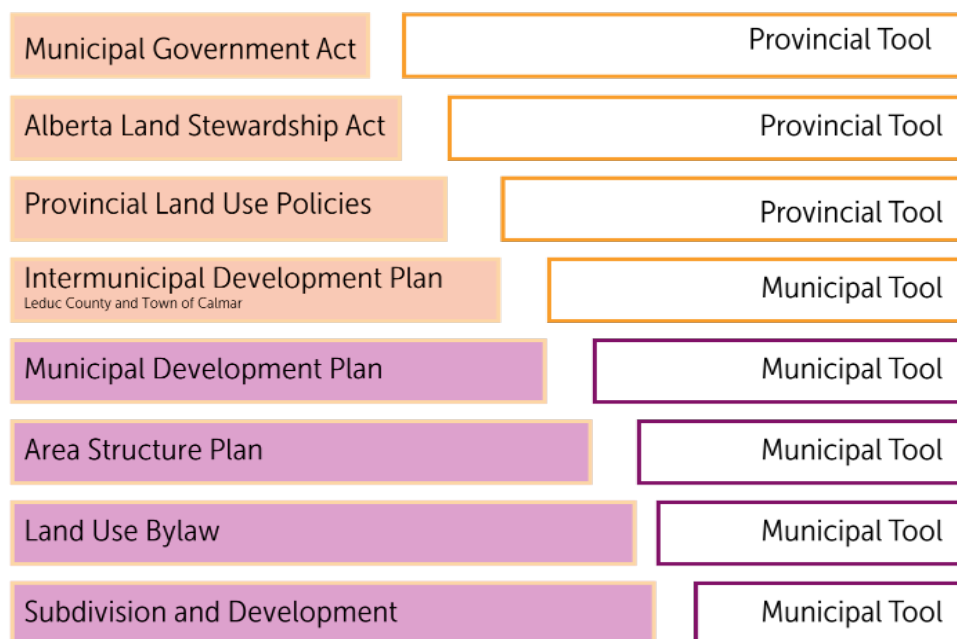 Municipal Government Act
Provincial Tool
Alberta Land Stewardship Act
Provincial Tool
Provincial Land Use Policies
Provincial Tool
Intermunicipal Development Plan
Leduc County and Town of Calmar
Municipal Tool
Municipal Development Plan
Municipal Tool
Area Structure Plan
Municipal Tool
Land Use Bylaw
Municipal Tool
Subdivision and Development
Municipal Tool